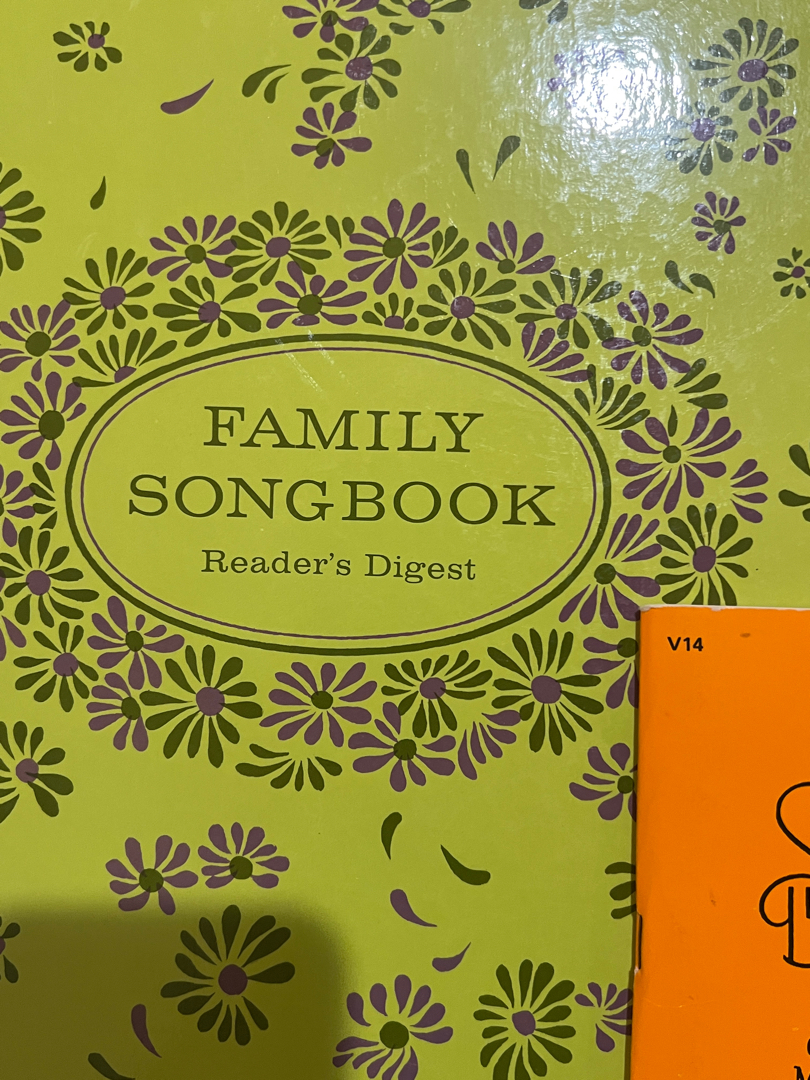 FAMILY
SONGBOOK
Reader's Digest
V14